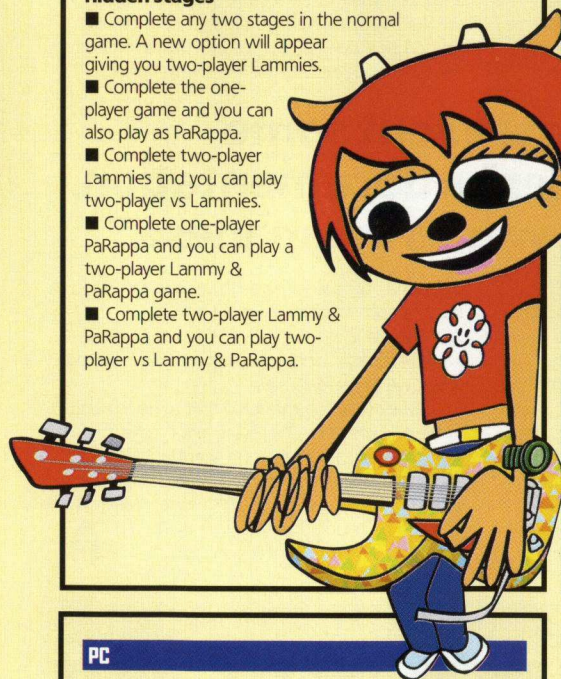 Hidden stages
■ Complete any two stages in the normal
game. A new option will appear
giving you two-player Lammies.
■ Complete the one-
player game and you can
also play as PaRappa.
■ Complete two-player
Lammies and you can play
two-player vs Lammies.
■ Complete one-player
PaRappa and you can play a
two-player Lammy &
PaRappa game.
■ Complete two-player Lammy &
PaRappa and you can play two-
player vs Lammy & PaRappa.
PC